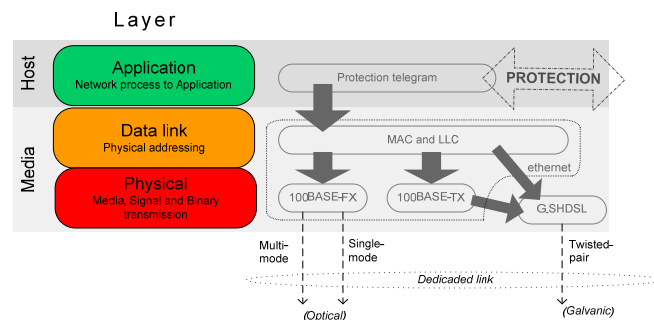 Layer
Host
Application
Network process to Application
Protection telegram
PROTECTION
Media
Data link
Physical addressing
MAC and LLC
ethernet
Physical
Media, Signal and Binary
transmission
100BASE-FX
100BASE-TX
G.SHDSL
Multi-
mode
Single-
mode
Twisted-
pair
Dedicaded link
(Optical)
(Galvanic)